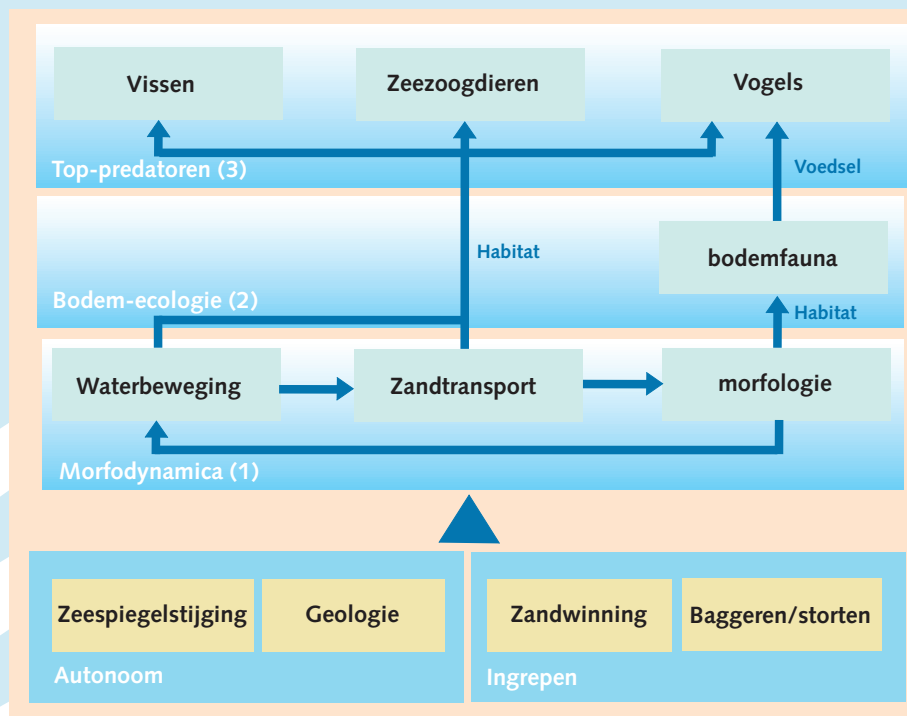 Vissen
Zeezoogdieren
Vogels
Top-predatoren (3)
Voedsel
Habitat
bodemfauna
Bodem-ecologie (2)
Habitat
Waterbeweging
Zandtransport
morfologie
Morfodynamica (1)
Zeespiegelstijging
Geologie
Zandwinning
Baggeren/storten
Autonoom
Ingrepen